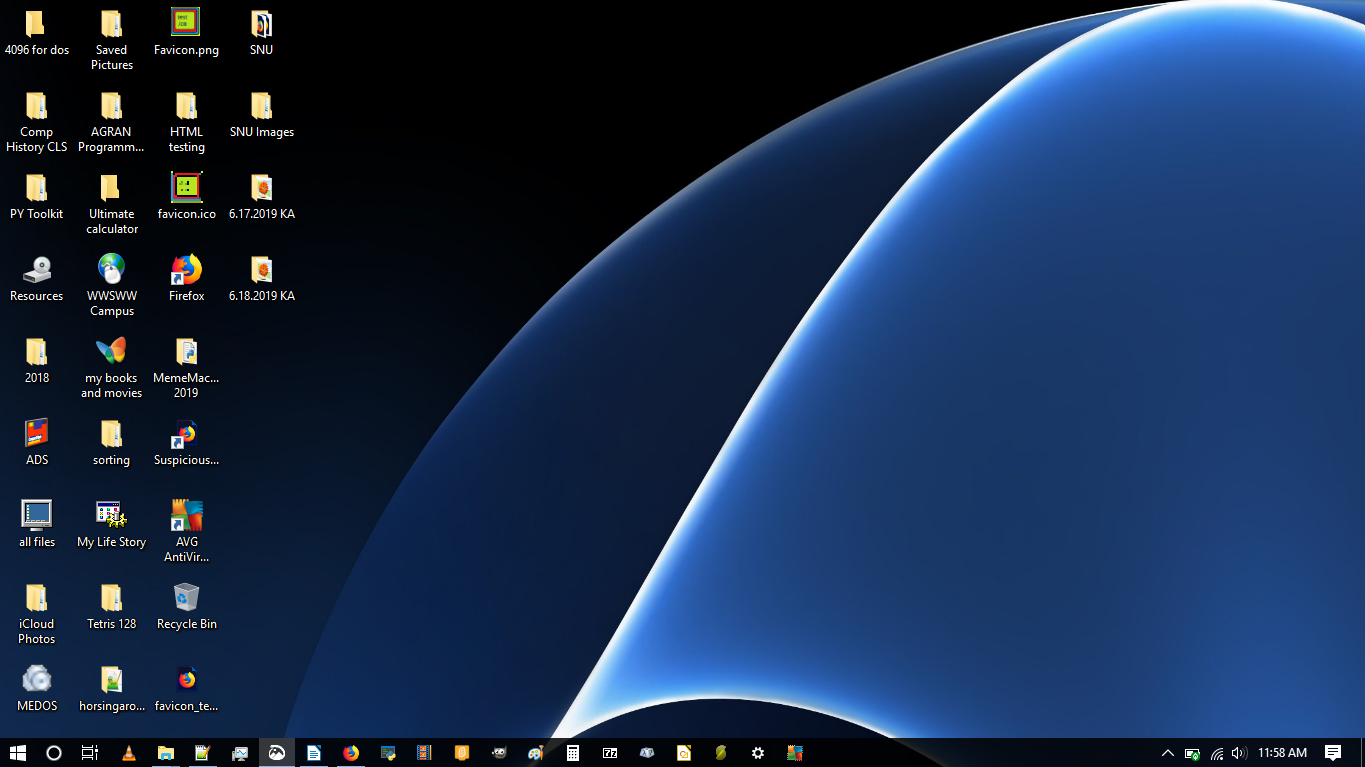 4096 for dos
Saved
Pictures
Favicon.png
SNU
Comp
History CLS
AGRAN
Programm...
HTML
testing
SNU Images
PY Toolkit
Ultimate
calculator
favicon.ico
6.17.2019 KA
Resources
WWSWW
Campus
Firefox
6.18.2019 KA
2018
my books
and movies
MemeMac...
2019
ADS
sorting
Suspicious...
all files
My Life Story
AVG
AntiVir...
iCloud
Photos
Tetris 128
Recycle Bin
MEDOS
horsingaro...
favicon_te...
11:58 AM